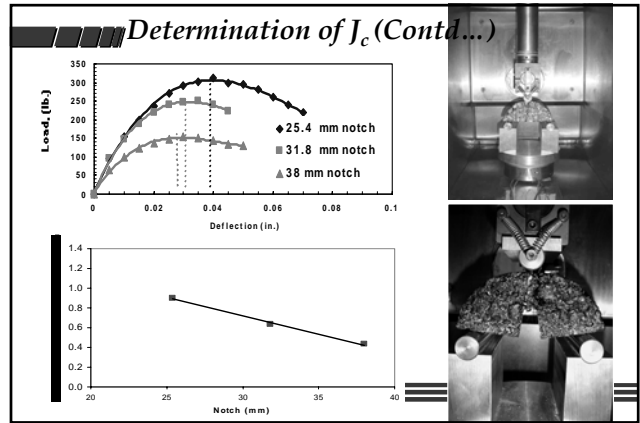 Determination of Jc (Contd...)
Load, (lb.)
350
300
250
200
150
100
50
0
0 0.02 0.04 0.06 0.08 0.1
Deflection (in.)
25.4 mm notch
31.8 mm notch
38 mm notch
1.4
1.2
1.0
0.8
0.6
0.4
0.2
0.0
20 25 30 35 40
Notch (mm)